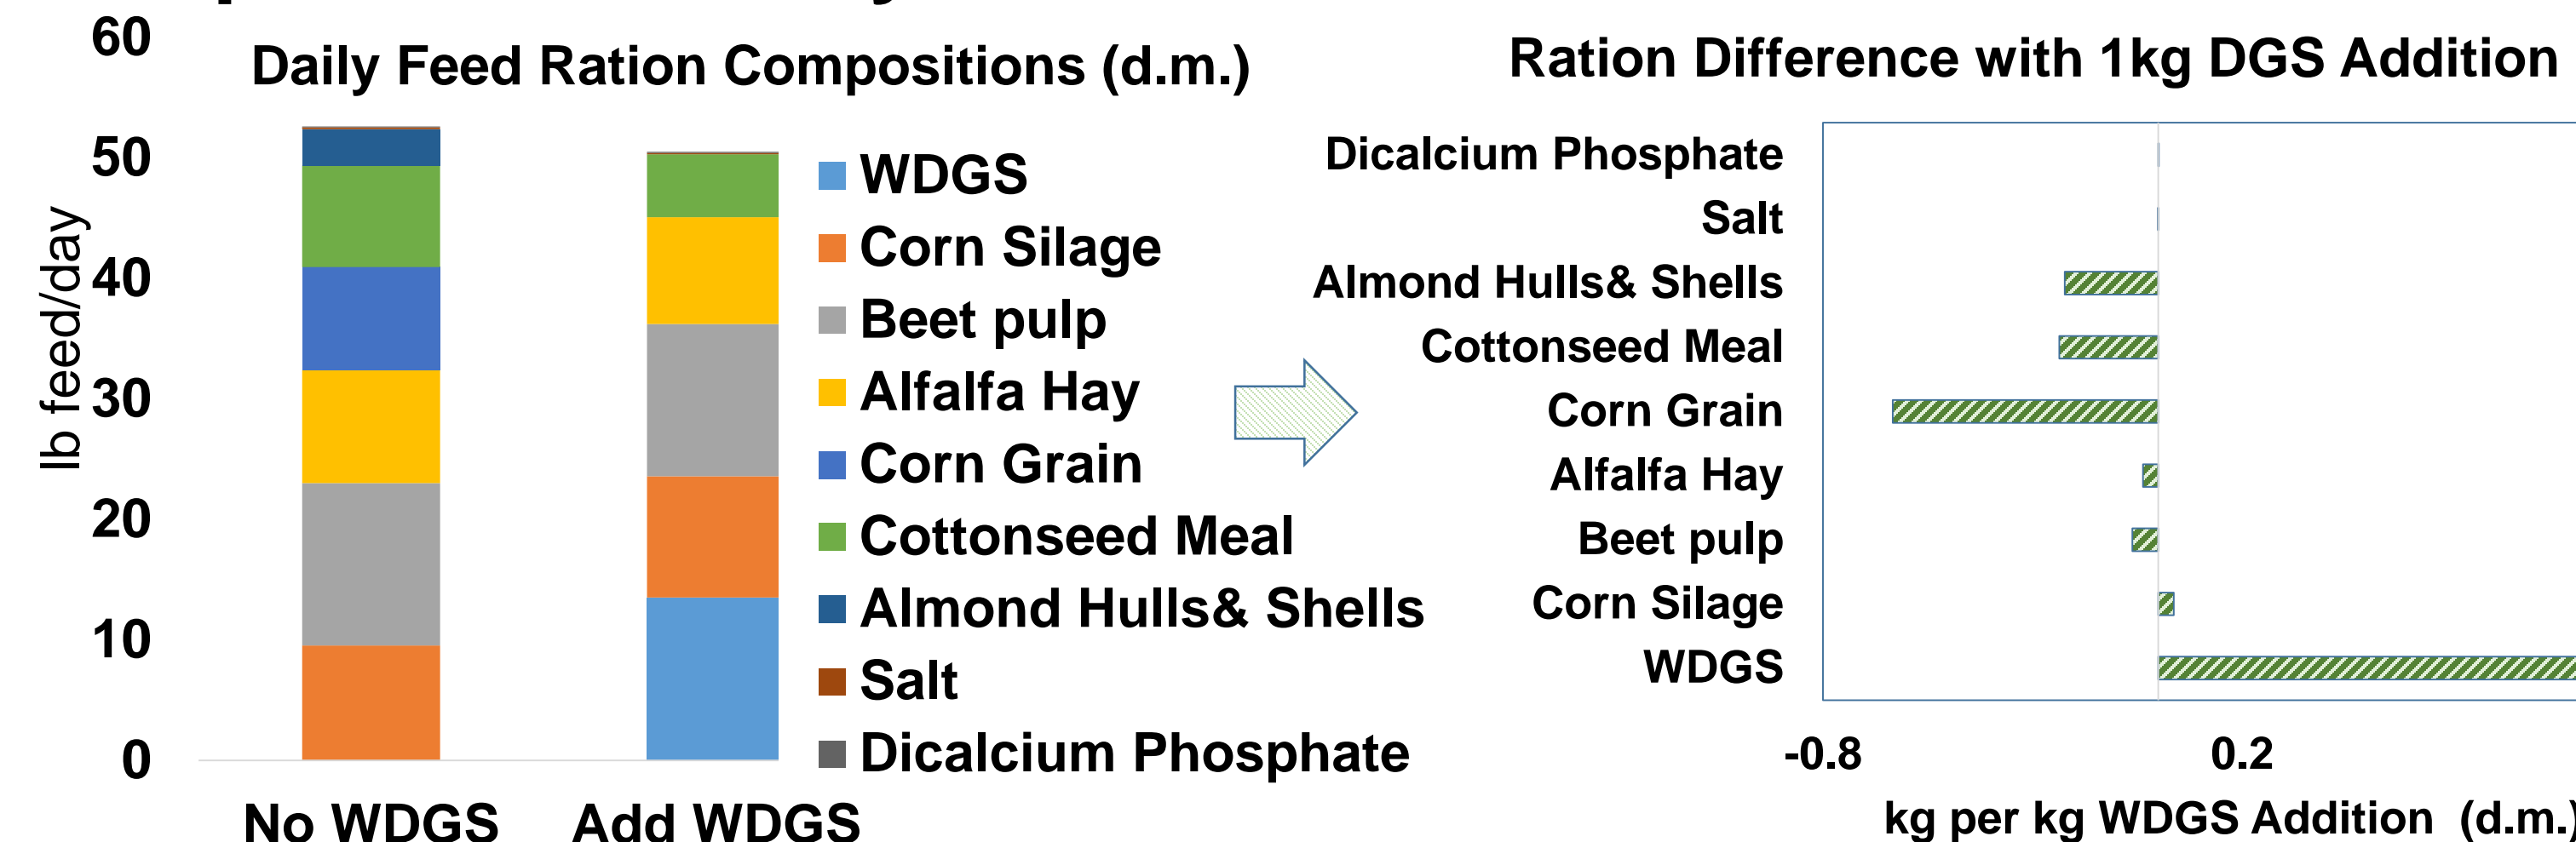 Daily Feed Ration Compositions (d.m.)
60
50
40
30
20
10
0
lb feed/day
No WDGS
Add WDGS
WDGS
Corn Silage
Beet pulp
Alfalfa Hay
Corn Grain
Cottonseed Meal
Almond Hulls& Shells
Salt
Dicalcium Phosphate
Ration Difference with 1kg DGS Addition
Dicalcium Phosphate
Salt
Almond Hulls& Shells
Cottonseed Meal
Corn Grain
Alfalfa Hay
Beet pulp
Corn Silage
WDGS
-0.8
0.2
kg per kg WDGS Addition (d.m.)